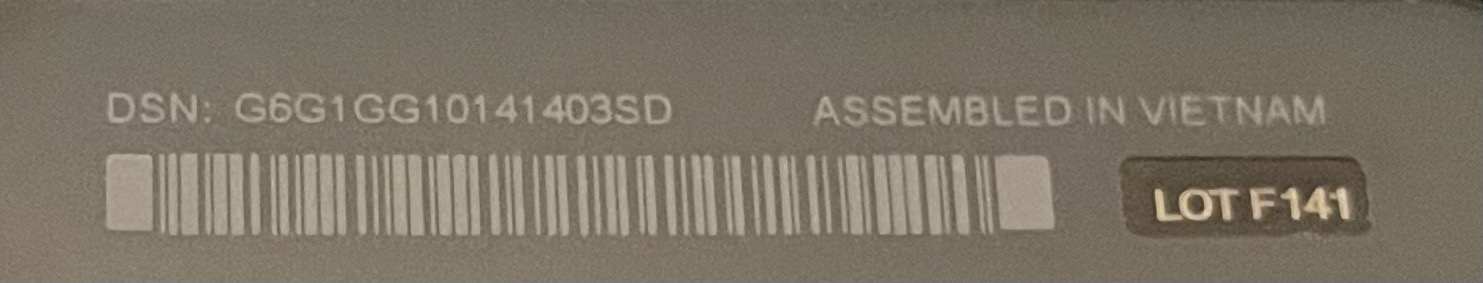 DSN: G6G1GG10141403SD ASSEMBLED IN VIETNAM
LOT F141